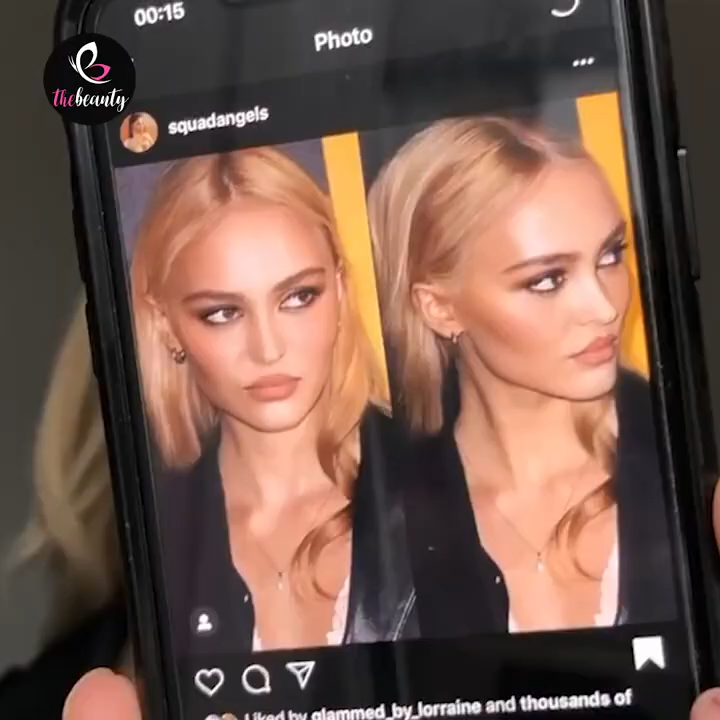 00:15
Photo
thebeauty
squadangels
Liked by glammed_by_lorraine and thousands of